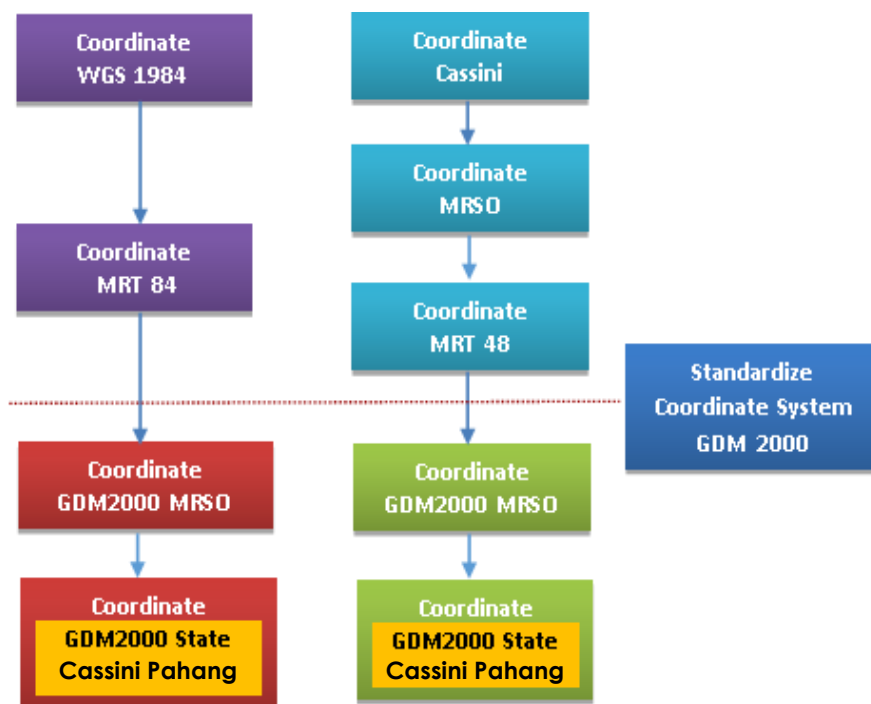 Coordinate
WGS 1984
Coordinate
MRT 84
Coordinate
GDM2000 MRSO
Coordinate
GDM2000 State
Cassini Pahang
Coordinate
Cassini
Coordinate
MRSO
Coordinate
MRT 48
Coordinate
GDM2000 MRSO
Coordinate
GDM2000 State
Cassini Pahang
Standardize
Coordinate System
GDM 2000